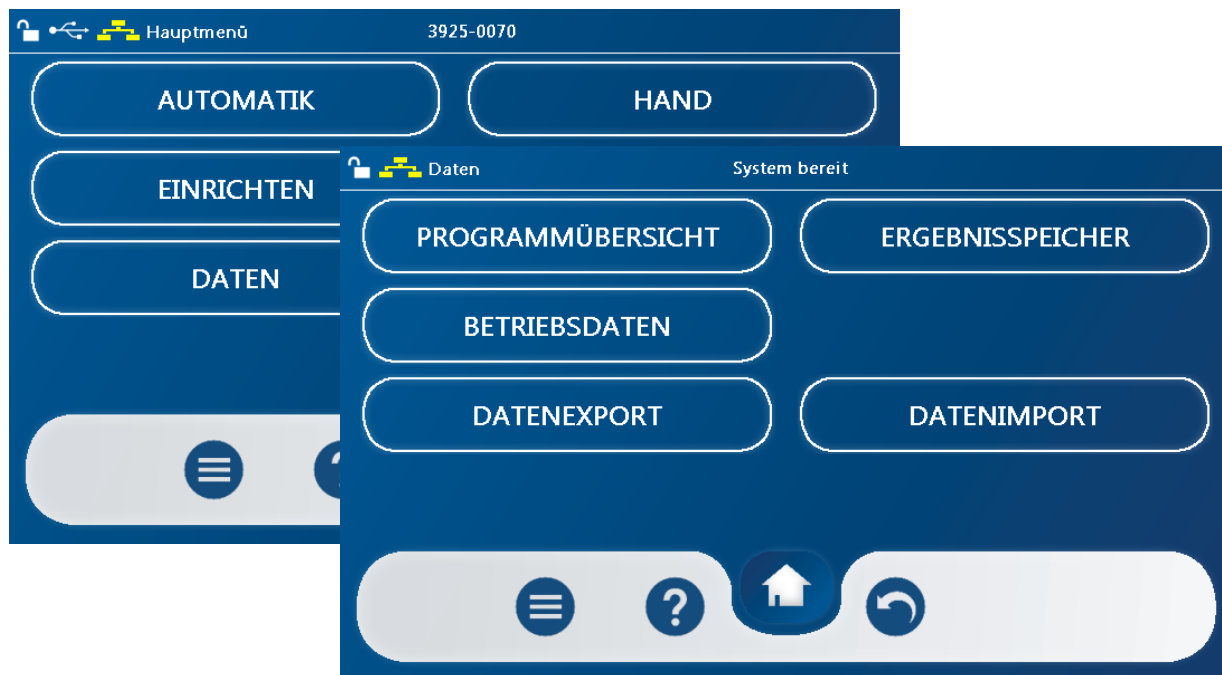 Hauptmenü 3925-0070
AUTOMATIK HAND
EINRICHTEN
DATEN
Daten System bereit
PROGRAMMÜBERSICHT ERGEBNISSPEICHER
BETRIEBSDATEN
DATENEXPORT DATENIMPORT
?